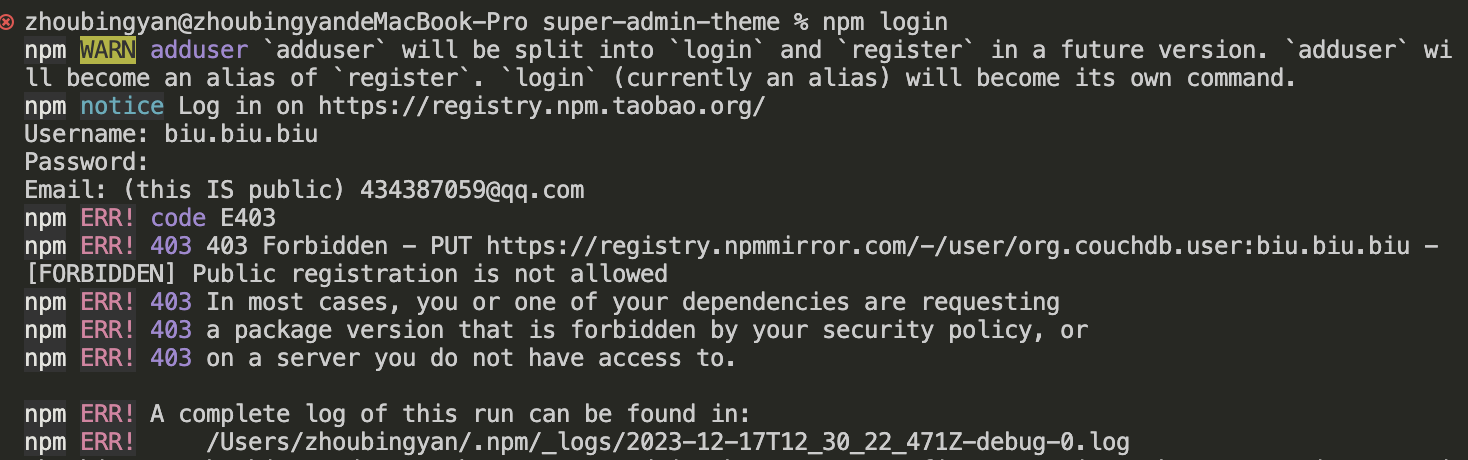 zhoubingyan@zhoubingyandeMacBook-Pro super-admin-theme % npm login
npm WARN adduser `adduser` will be split into `login` and `register` in a future version. `adduser` wi
ll become an alias of `register`. `login` (currently an alias) will become its own command.
npm notice Log in on https://registry.npm.taobao.org/
Username: biu.biu.biu
Password:
Email: (this IS public) 434387059@qq.com
npm ERR! code E403
npm ERR! 403 403 Forbidden - PUT https://registry.npmmirror.com/-/user/org.couchdb.user:biu.biu.biu -
[FORBIDDEN] Public registration is not allowed
npm ERR! 403 In most cases, you or one of your dependencies are requesting
npm ERR! 403 a package version that is forbidden by your security policy, or
npm ERR! 403 on a server you do not have access to.
npm ERR! A complete log of this run can be found in:
npm ERR!     /Users/zhoubingyan/.npm/_logs/2023-12-17T12_30_22_471Z-debug-0.log